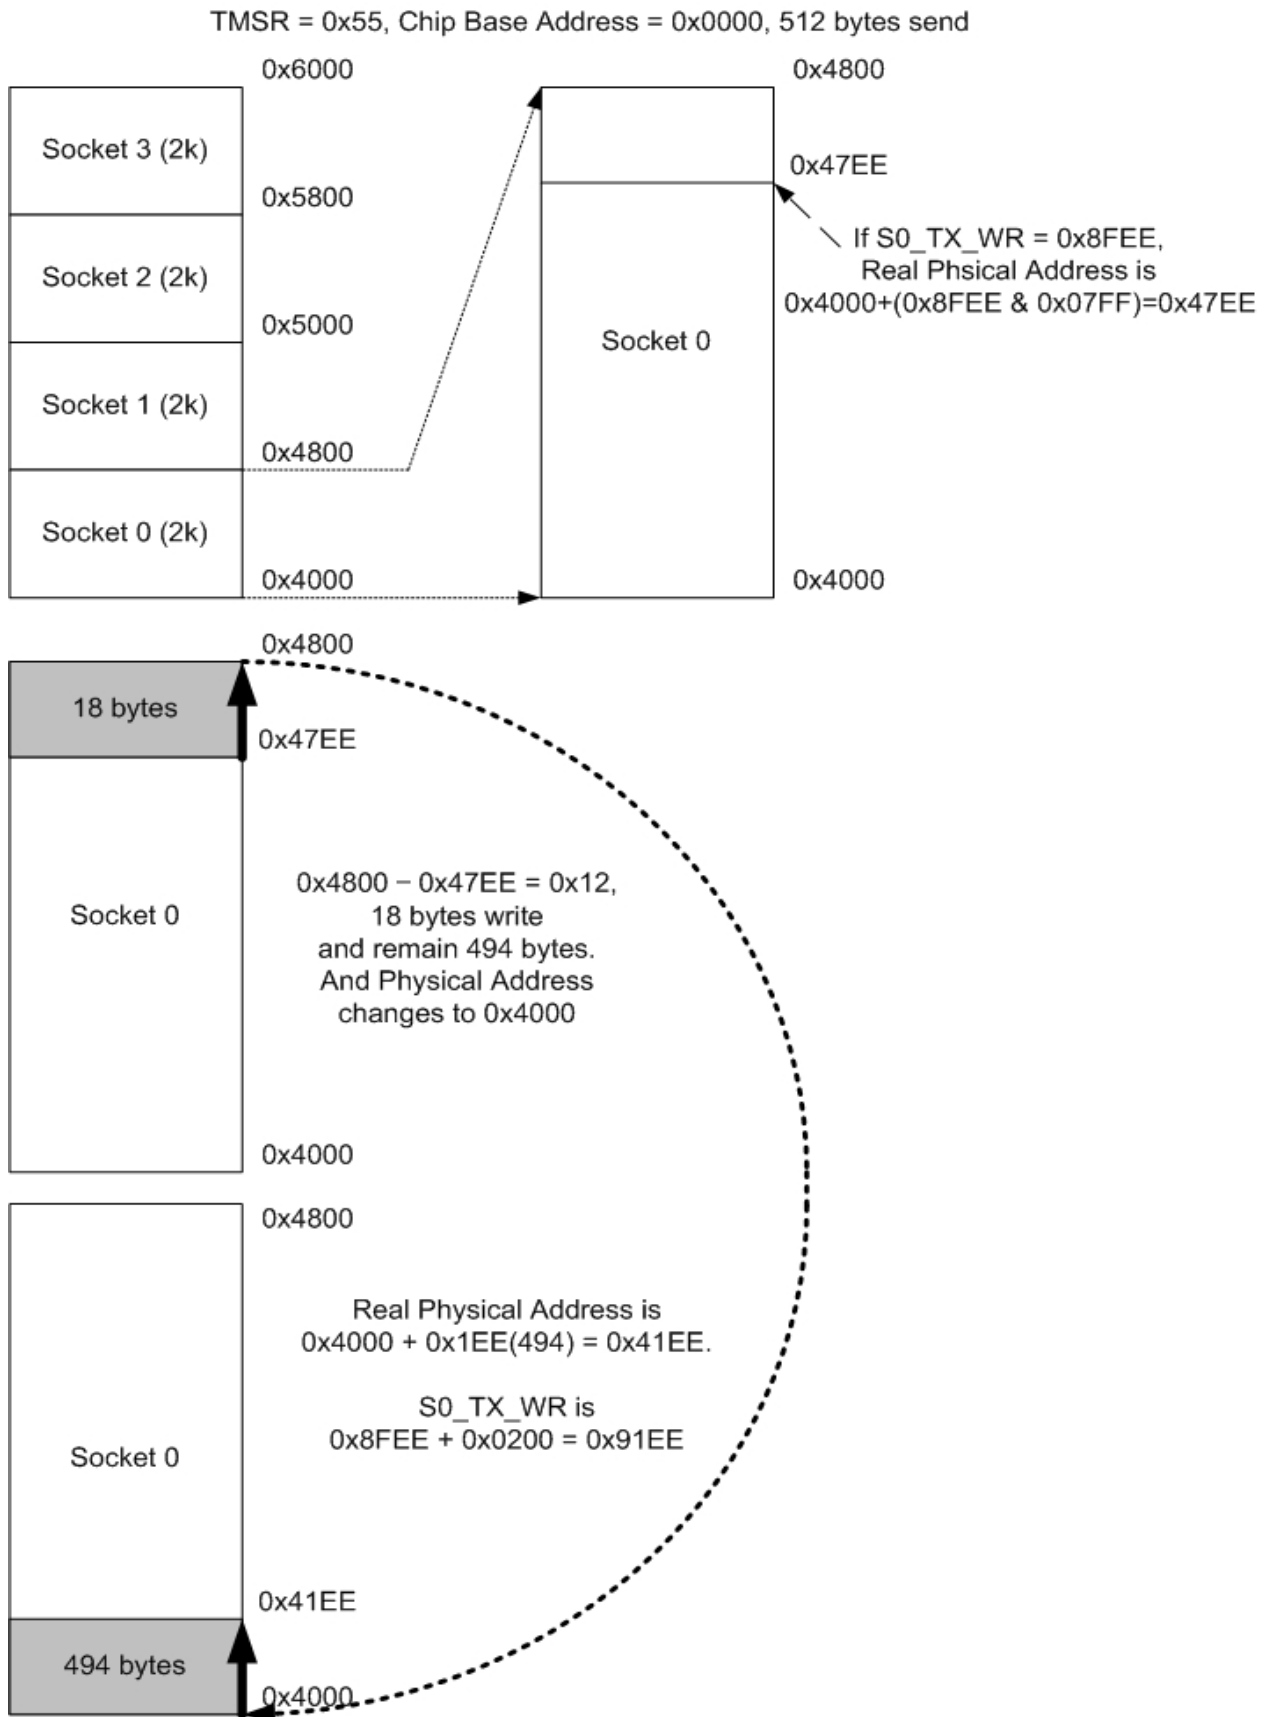 TMSR = 0x55, Chip Base Address = 0x0000, 512 bytes send
0x6000
Socket 3 (2k)
0x5800
Socket 2 (2k)
0x5000
Socket 1 (2k)
0x4800
Socket 0 (2k)
0x4000
0x4800
0x47EE
If S0_TX_WR = 0x8FEE,
Real Phsical Address is
0x4000+(0x8FEE & 0x07FF)=0x47EE
Socket 0
0x4000
0x4800
18 bytes
0x47EE
Socket 0
0x4800 − 0x47EE = 0x12,
18 bytes write
and remain 494 bytes.
And Physical Address
changes to 0x4000
0x4000
0x4800
Real Physical Address is
0x4000 + 0x1EE(494) = 0x41EE.
S0_TX_WR is
0x8FEE + 0x0200 = 0x91EE
Socket 0
0x41EE
494 bytes
0x4000